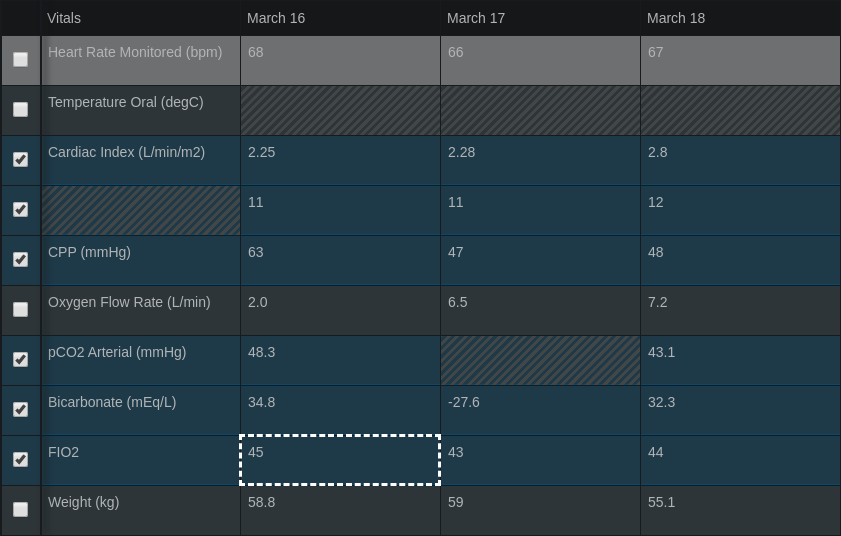 Vitals March 16 March 17 March 18
Heart Rate Monitored (bpm) 68 66 67
Temperature Oral (degC)
Cardiac Index (L/min/m2) 2.25 2.28 2.8
11 11 12
CPP (mmHg) 63 47 48
Oxygen Flow Rate (L/min) 2.0 6.5 7.2
pCO2 Arterial (mmHg) 48.3 43.1
Bicarbonate (mEq/L) 34.8 -27.6 32.3
FIO2 45 43 44
Weight (kg) 58.8 59 55.1